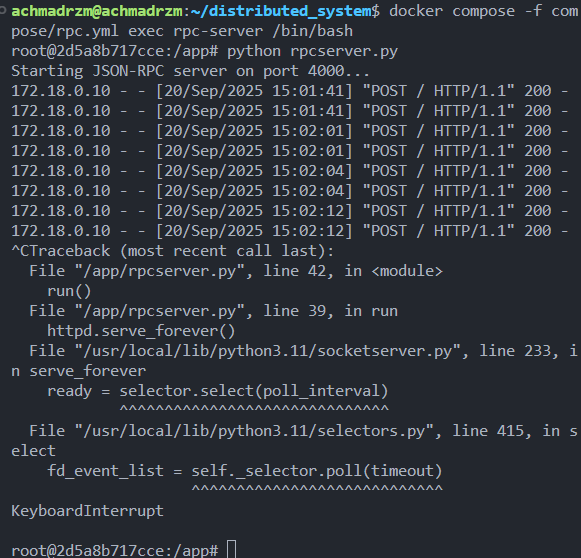 achmadrzm@achmadrzm:~/distributed_system$ docker compose -f com
pose/rpc.yml exec rpc-server /bin/bash
root@2d5a8b717cce:/app# python rpcserver.py
Starting JSON-RPC server on port 4000...
172.18.0.10 - - [20/Sep/2025 15:01:41] "POST / HTTP/1.1" 200 -
172.18.0.10 - - [20/Sep/2025 15:01:41] "POST / HTTP/1.1" 200 -
172.18.0.10 - - [20/Sep/2025 15:02:01] "POST / HTTP/1.1" 200 -
172.18.0.10 - - [20/Sep/2025 15:02:01] "POST / HTTP/1.1" 200 -
172.18.0.10 - - [20/Sep/2025 15:02:04] "POST / HTTP/1.1" 200 -
172.18.0.10 - - [20/Sep/2025 15:02:04] "POST / HTTP/1.1" 200 -
172.18.0.10 - - [20/Sep/2025 15:02:12] "POST / HTTP/1.1" 200 -
172.18.0.10 - - [20/Sep/2025 15:02:12] "POST / HTTP/1.1" 200 -
^CTraceback (most recent call last):
  File "/app/rpcserver.py", line 42, in <module>
    run()
  File "/app/rpcserver.py", line 39, in run
    httpd.serve_forever()
  File "/usr/local/lib/python3.11/socketserver.py", line 233, i
n serve_forever
    ready = selector.select(poll_interval)
            ^^^^^^^^^^^^^^^^^^^^^^^^^^^^^^
  File "/usr/local/lib/python3.11/selectors.py", line 415, in s
elect
    fd_event_list = self._selector.poll(timeout)
                    ^^^^^^^^^^^^^^^^^^^^^^^^^^^^
KeyboardInterrupt

root@2d5a8b717cce:/app#